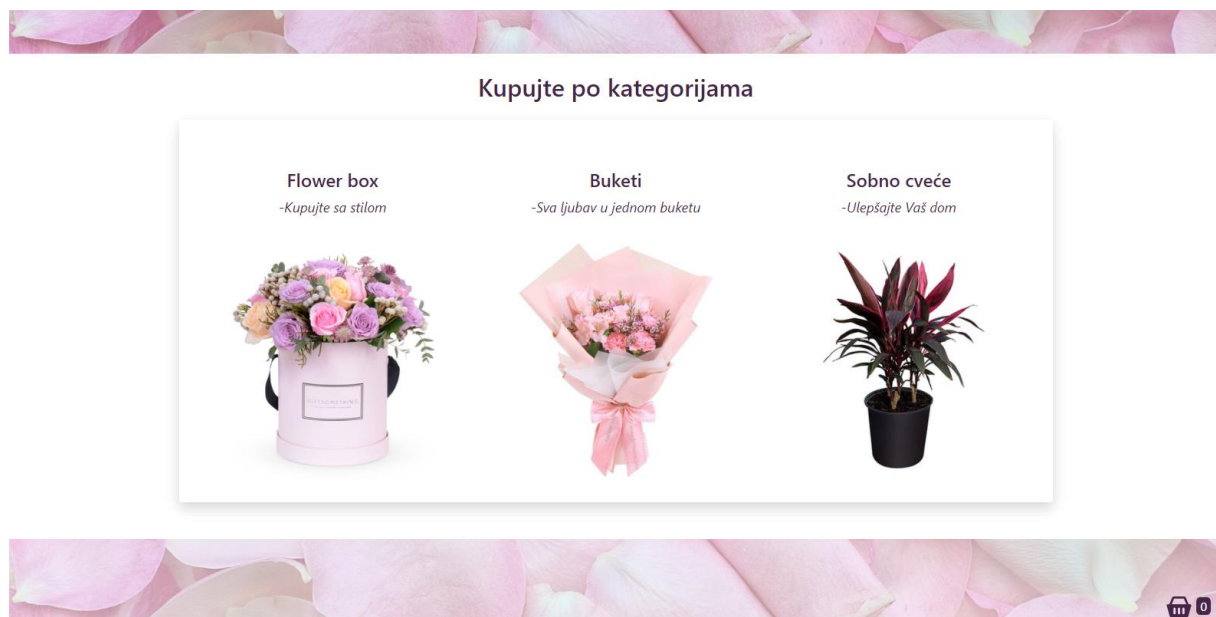 Kupujte po kategorijama
Flower box
-Kupujte sa stilom
Buketi
-Sva ljubav u jednom buketu
Sobno cveće
-Ulepšajte Vaš dom
0